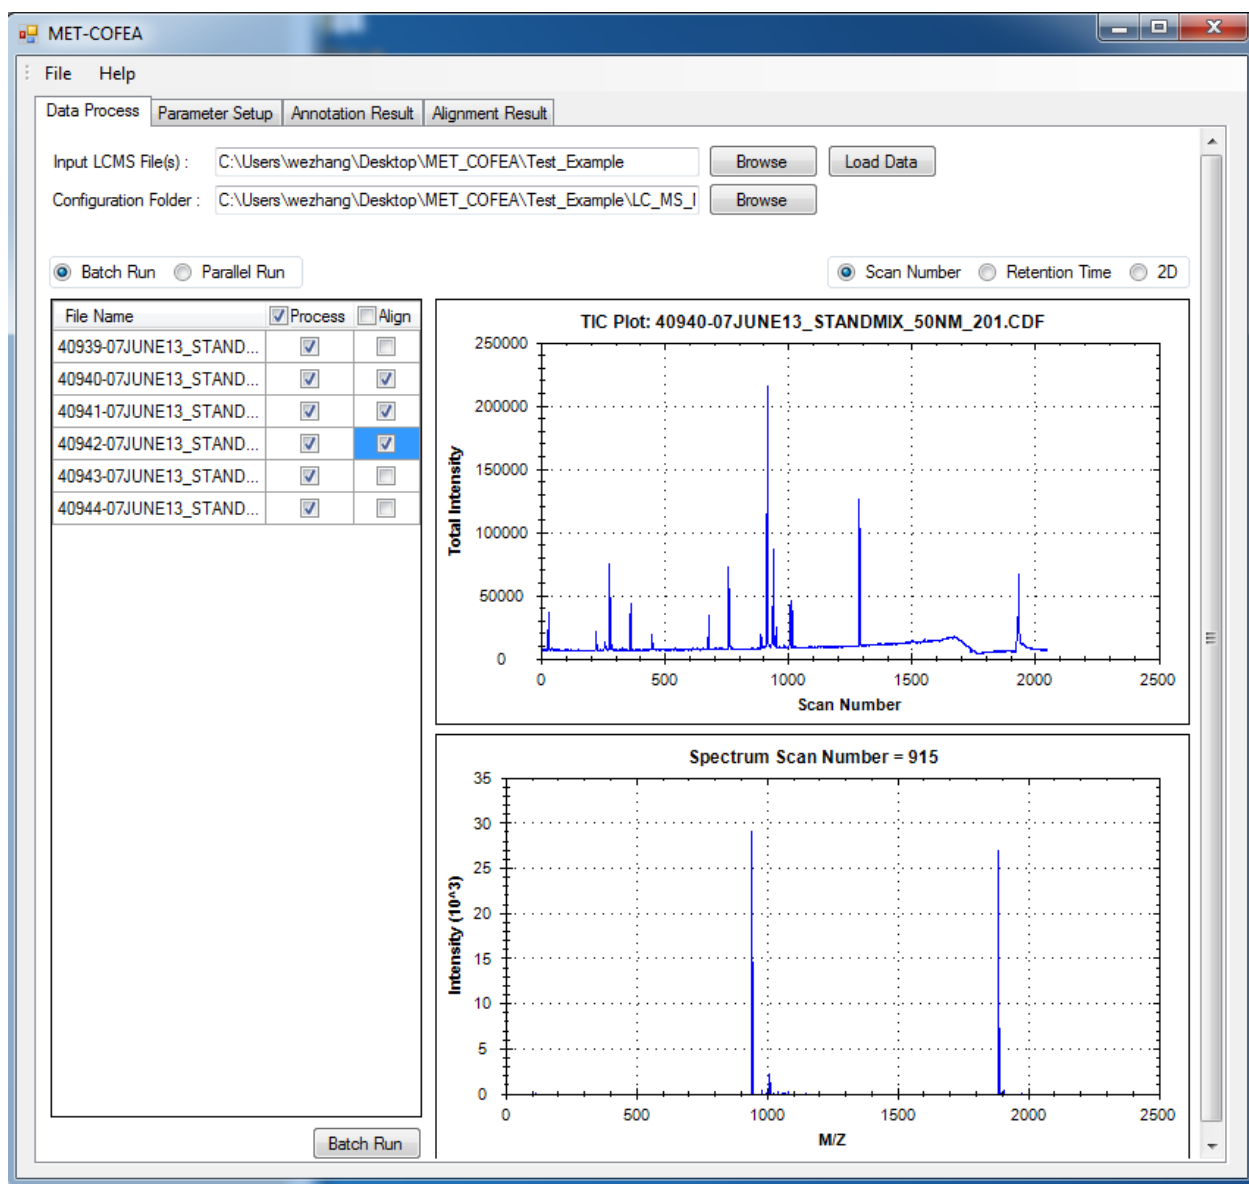 MET-COFEA
File Help
Data Process Parameter Setup Annotation Result Alignment Result
Input LCMS File(s) : C:\Users\wezhang\Desktop\MET_COFEA\Test_Example Browse Load Data
Configuration Folder : C:\Users\wezhang\Desktop\MET_COFEA\Test_Example\LC_MS_ Browse
Batch Run Parallel Run Scan Number Retention Time 2D
File Name Process Align
40939-07JUNE13_STAND...
40940-07JUNE13_STAND...
40941-07JUNE13_STAND...
40942-07JUNE13_STAND...
40943-07JUNE13_STAND...
40944-07JUNE13_STAND...
Batch Run
TIC Plot: 40940-07JUNE13_STANDMIX_50NM_201.CDF
Total Intensity
250000
200000
150000
100000
50000
0
0 500 1000 1500 2000 2500
Scan Number
Spectrum Scan Number = 915
Intensity (10^3)
35
30
25
20
15
10
5
0
0 500 1000 1500 2000 2500
M/Z